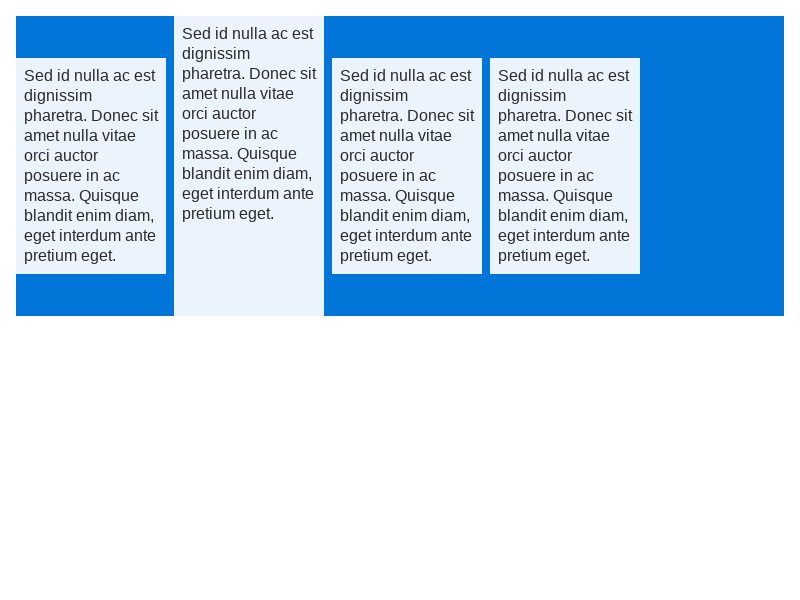 Sed id nulla ac est
dignissim
pharetra. Donec sit
amet nulla vitae
orci auctor
posuere in ac
massa. Quisque
blandit enim diam,
eget interdum ante
pretium eget.
Sed id nulla ac est
dignissim
pharetra. Donec sit
amet nulla vitae
orci auctor
posuere in ac
massa. Quisque
blandit enim diam,
eget interdum ante
pretium eget.
Sed id nulla ac est
dignissim
pharetra. Donec sit
amet nulla vitae
orci auctor
posuere in ac
massa. Quisque
blandit enim diam,
eget interdum ante
pretium eget.
Sed id nulla ac est
dignissim
pharetra. Donec sit
amet nulla vitae
orci auctor
posuere in ac
massa. Quisque
blandit enim diam,
eget interdum ante
pretium eget.